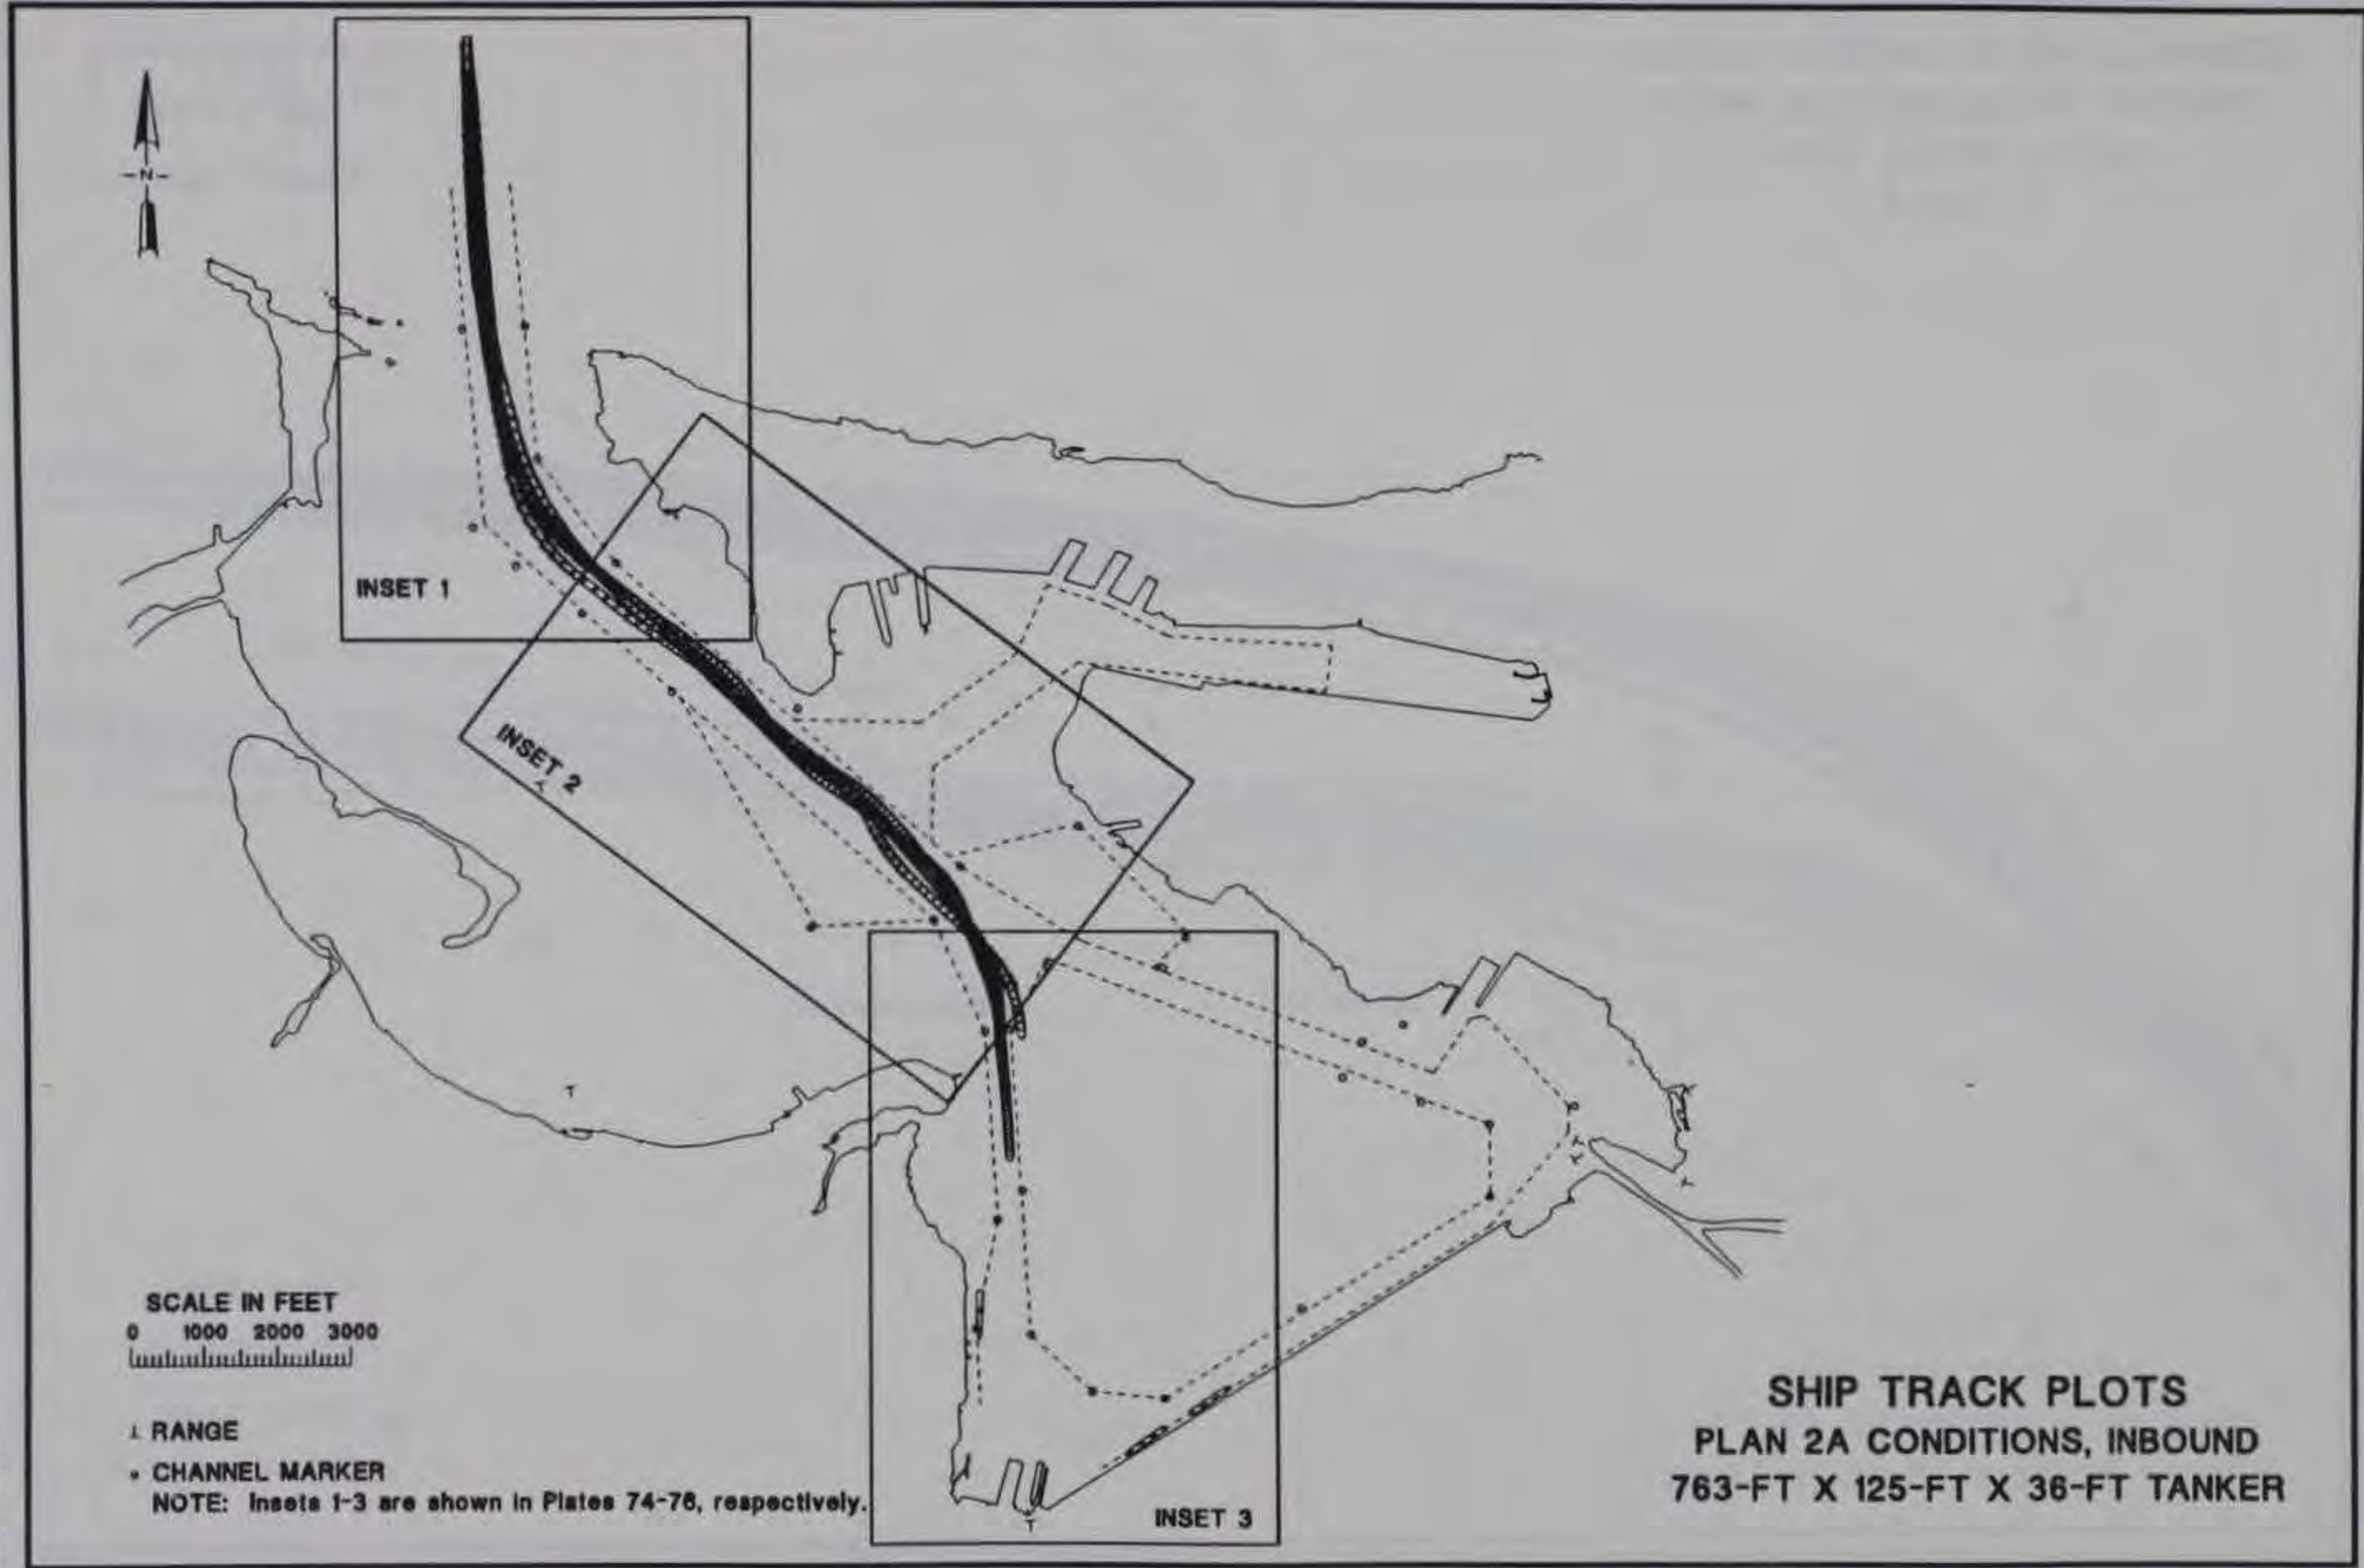 N
INSET 1
INSET 2
SCALE IN FEET
0 1000 2000 3000
RANGE
CHANNEL MARKER
NOTE: Insets 1-3 are shown in Plates 74-76, respectively.
INSET 3
SHIP TRACK PLOTS
PLAN 2A CONDITIONS, INBOUND
763-FT X 125-FT X 36-FT TANKER